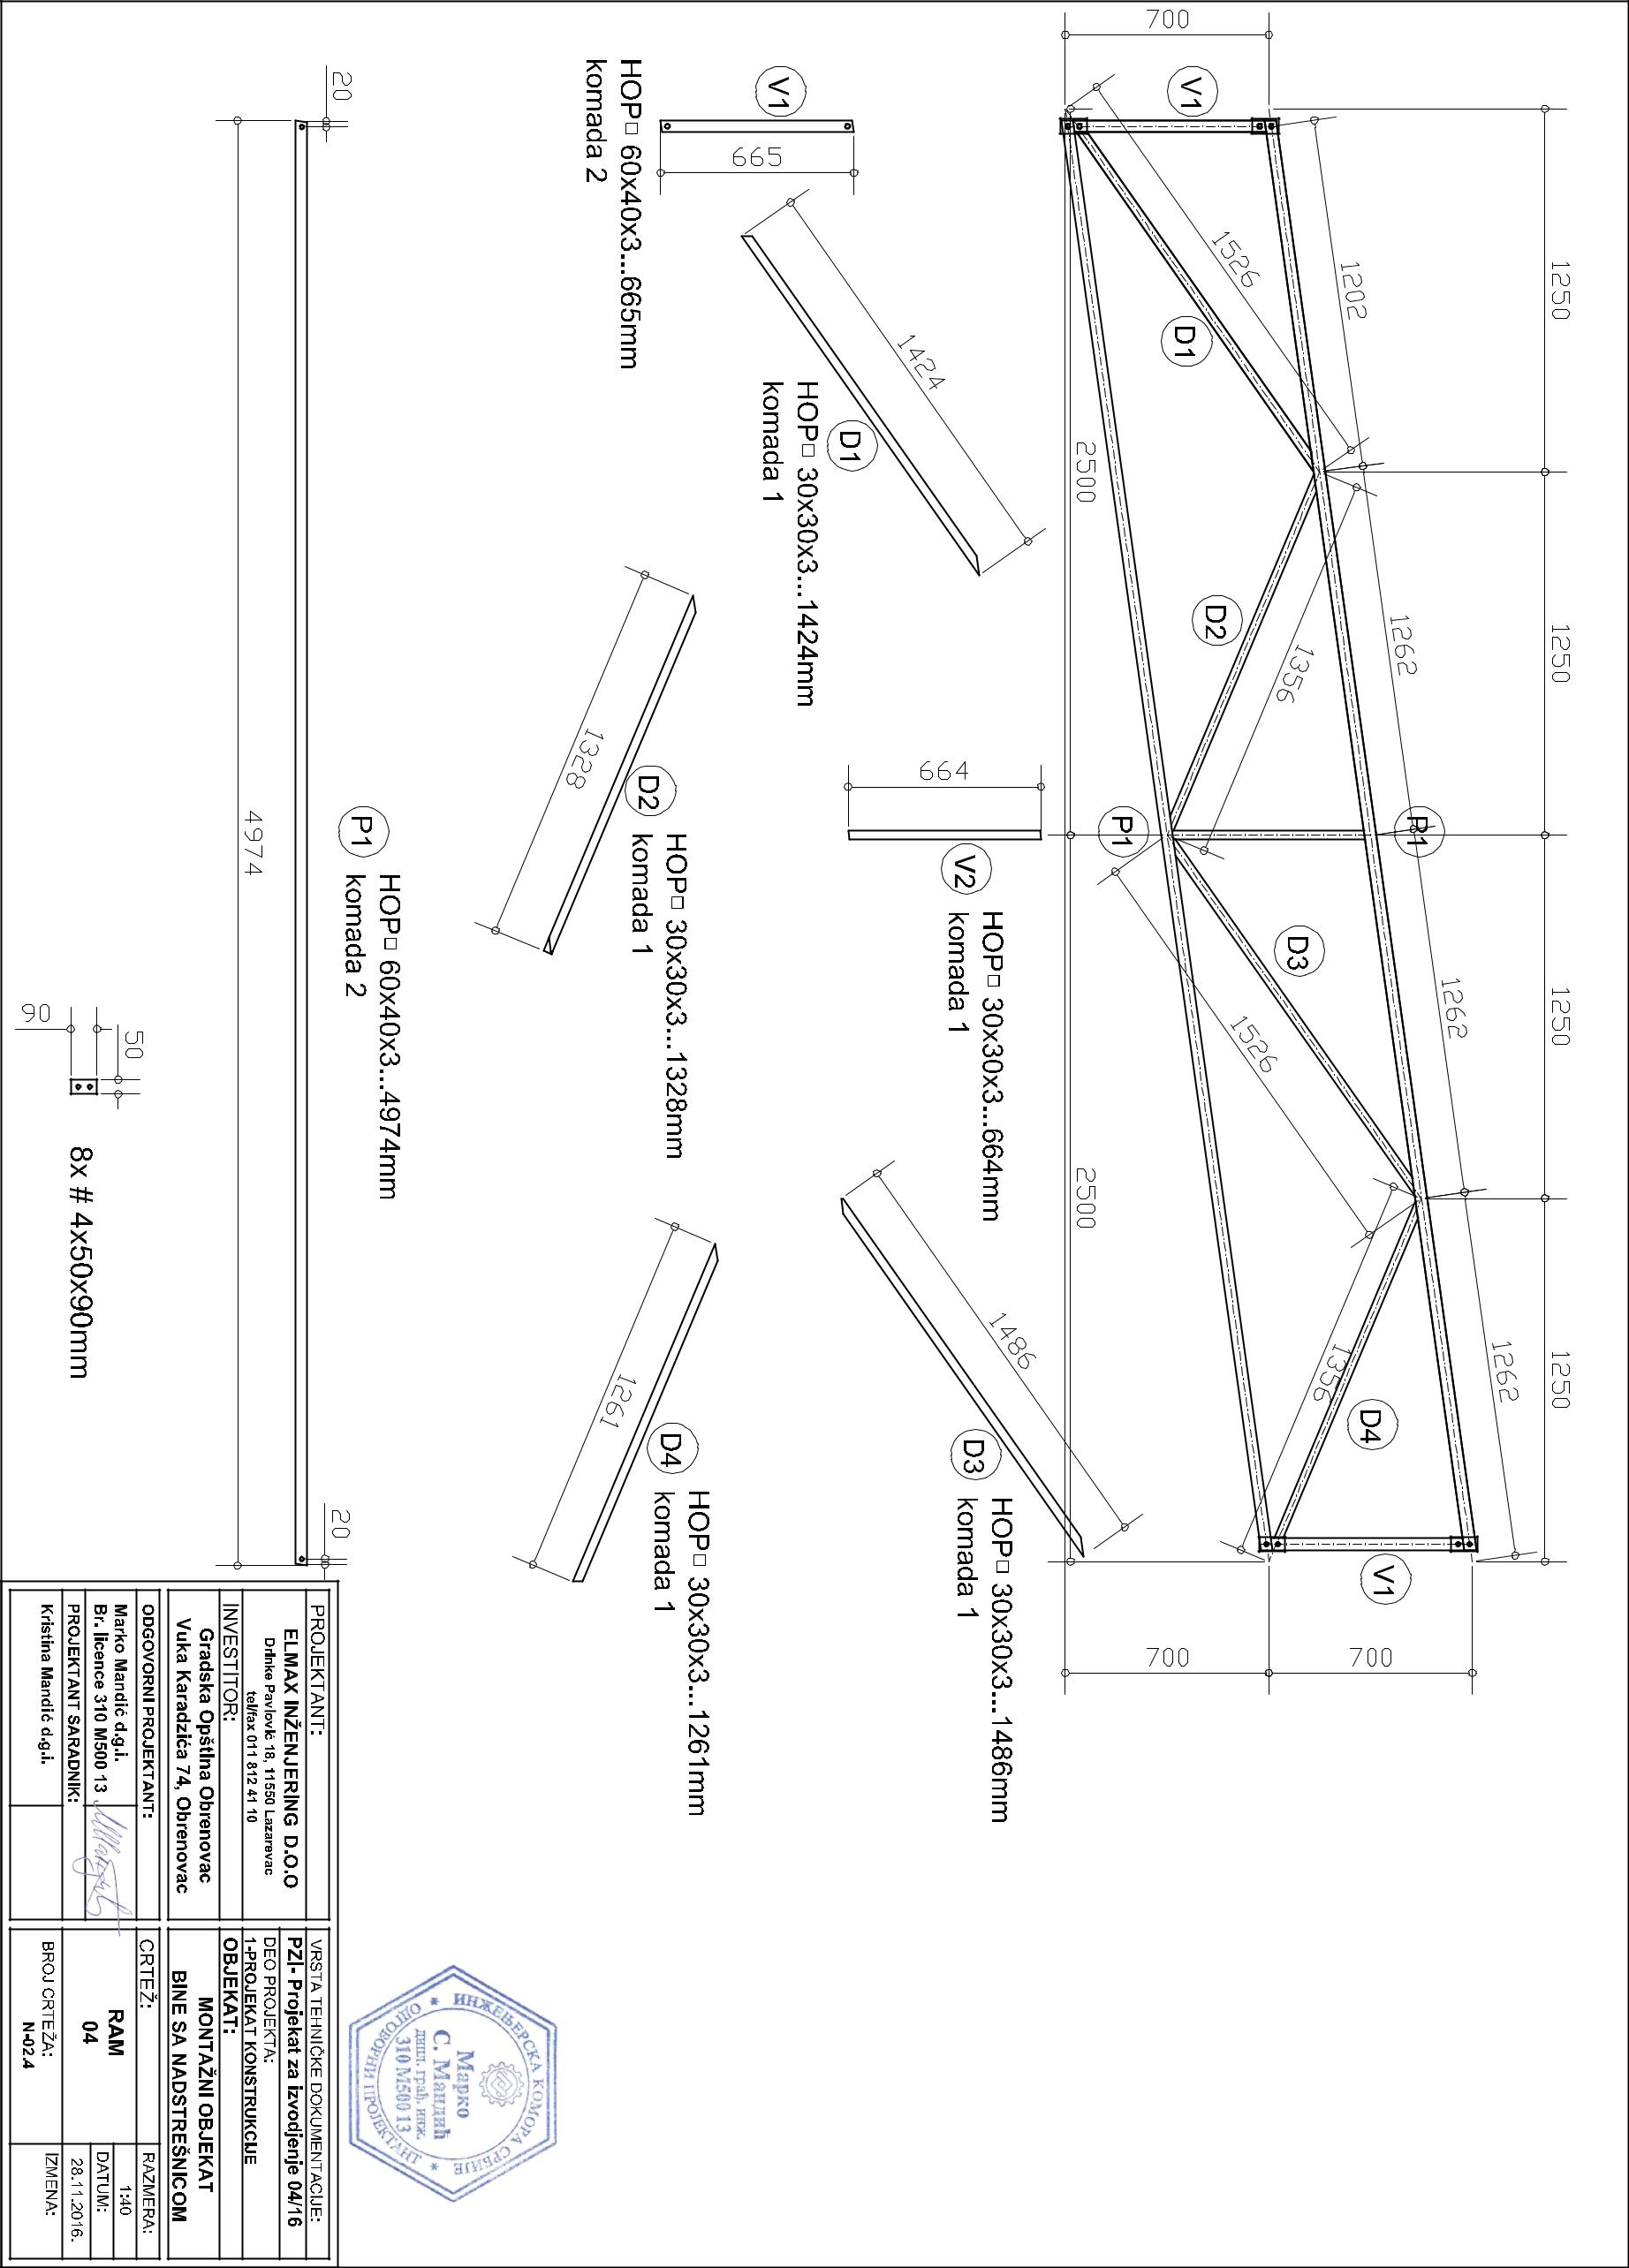 1250
1250
1250
1250
1202
1262
1262
1262
700
V1
1526
D1
D2
1356
P1
P1
D3
1526
1356
D4
V1
700
700
2500
2500
V1
665
HOP□ 60x40x3...665mm
komada 2
1424
D1
HOP□ 30x30x3...1424mm
komada 1
664
V2
HOP□ 30x30x3...664mm
komada 1
1486
D3
HOP□ 30x30x3...1486mm
komada 1
1328
D2
HOP□ 30x30x3...1328mm
komada 1
1261
D4
HOP□ 30x30x3...1261mm
komada 1
20
20
P1
HOP□ 60x40x3...4974mm
komada 2
4974
50
90
8x # 4x50x90mm
ИНЖЕЊЕРСКА КОМОРА СРБИЈЕ
Марко
С. Мандић
дипл. грађ. инж.
310 М500 13
ОДГОВОРНИ ПРОЈЕКТАНТ
PROJEKTANT:
ELMAX INŽENJERING D.O.O
Drinke Pavlović 18, 11550 Lazarevac
tel/fax 011 812 41 10
INVESTITOR:
Gradska Opština Obrenovac
Vuka Karadzića 74, Obrenovac
ODGOVORNI PROJEKTANT:
Marko Mandić d.g.i.
Br. licence 310 M500 13
PROJEKTANT SARADNIK:
Kristina Mandić d.g.i.
VRSTA TEHNIČKE DOKUMENTACIJE:
PZI- Projekat za izvodjenje 04/16
DEO PROJEKTA:
1-PROJEKAT KONSTRUKCIJE
OBJEKAT:
MONTAŽNI OBJEKAT
BINE SA NADSTREŠNICOM
CRTEŽ:
RAM
04
BROJ CRTEŽA:
N-02.4
RAZMERA:
1:40
DATUM:
28.11.2016.
IZMENA: